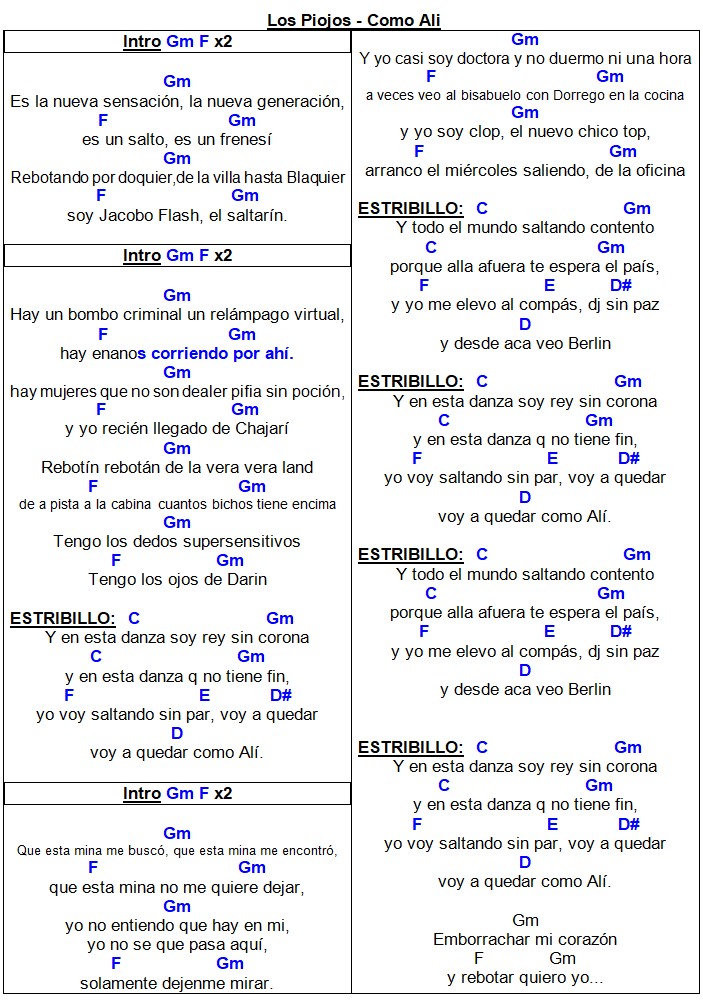 Los Piojos - Como Ali
Intro Gm F x2
Gm
Es la nueva sensación, la nueva generación,
F Gm
es un salto, es un frenesí
Gm
Rebotando por doquier,de la villa hasta Blaquier
F Gm
soy Jacobo Flash, el saltarín.
Intro Gm F x2
Gm
Hay un bombo criminal un relámpago virtual,
F Gm
hay enanos corriendo por ahí.
Gm
hay mujeres que no son dealer pifia sin poción,
F Gm
y yo recién llegado de Chajarí
Gm
Rebotín rebotán de la vera vera land
F Gm
de a pista a la cabina cuantos bichos tiene encima
Gm
Tengo los dedos supersensitivos
F Gm
Tengo los ojos de Darin
ESTRIBILLO: C Gm
Y en esta danza soy rey sin corona
C Gm
y en esta danza q no tiene fin,
F E D#
yo voy saltando sin par, voy a quedar
D
voy a quedar como Alí.
Intro Gm F x2
Gm
Que esta mina me buscó, que esta mina me encontró,
F Gm
que esta mina no me quiere dejar,
Gm
yo no entiendo que hay en mi,
yo no se que pasa aquí,
F Gm
solamente dejenme mirar.
Gm
Y yo casi soy doctora y no duermo ni una hora
F Gm
a veces veo al bisabuelo con Dorrego en la cocina
Gm
y yo soy clop, el nuevo chico top,
F Gm
arranco el miércoles saliendo, de la oficina
ESTRIBILLO: C Gm
Y todo el mundo saltando contento
C Gm
porque alla afuera te espera el país,
F E D#
y yo me elevo al compás, dj sin paz
D
y desde aca veo Berlin
ESTRIBILLO: C Gm
Y en esta danza soy rey sin corona
C Gm
y en esta danza q no tiene fin,
F E D#
yo voy saltando sin par, voy a quedar
D
voy a quedar como Alí.
ESTRIBILLO: C Gm
Y todo el mundo saltando contento
C Gm
porque alla afuera te espera el país,
F E D#
y yo me elevo al compás, dj sin paz
D
y desde aca veo Berlin
ESTRIBILLO: C Gm
Y en esta danza soy rey sin corona
C Gm
y en esta danza q no tiene fin,
F E D#
yo voy saltando sin par, voy a quedar
D
voy a quedar como Alí.
Gm
Emborrachar mi corazón
F Gm
y rebotar quiero yo...